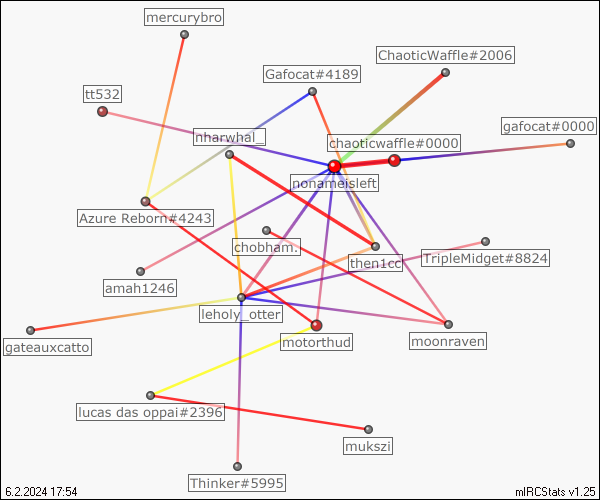 mercurybro
ChaoticWaffle#2006
Gafocat#4189
tt532
gafocat#0000
nharwhal_
chaoticwaffle#0000
nonameisleft
Azure Reborn#4243
chobham.
then1cc
TripleMidget#8824
amah1246
leholy_otter
gateauxcatto
motorthud
moonraven
lucas das oppai#2396
mukszi
Thinker#5995
6.2.2024 17:54
mIRCStats v1.25